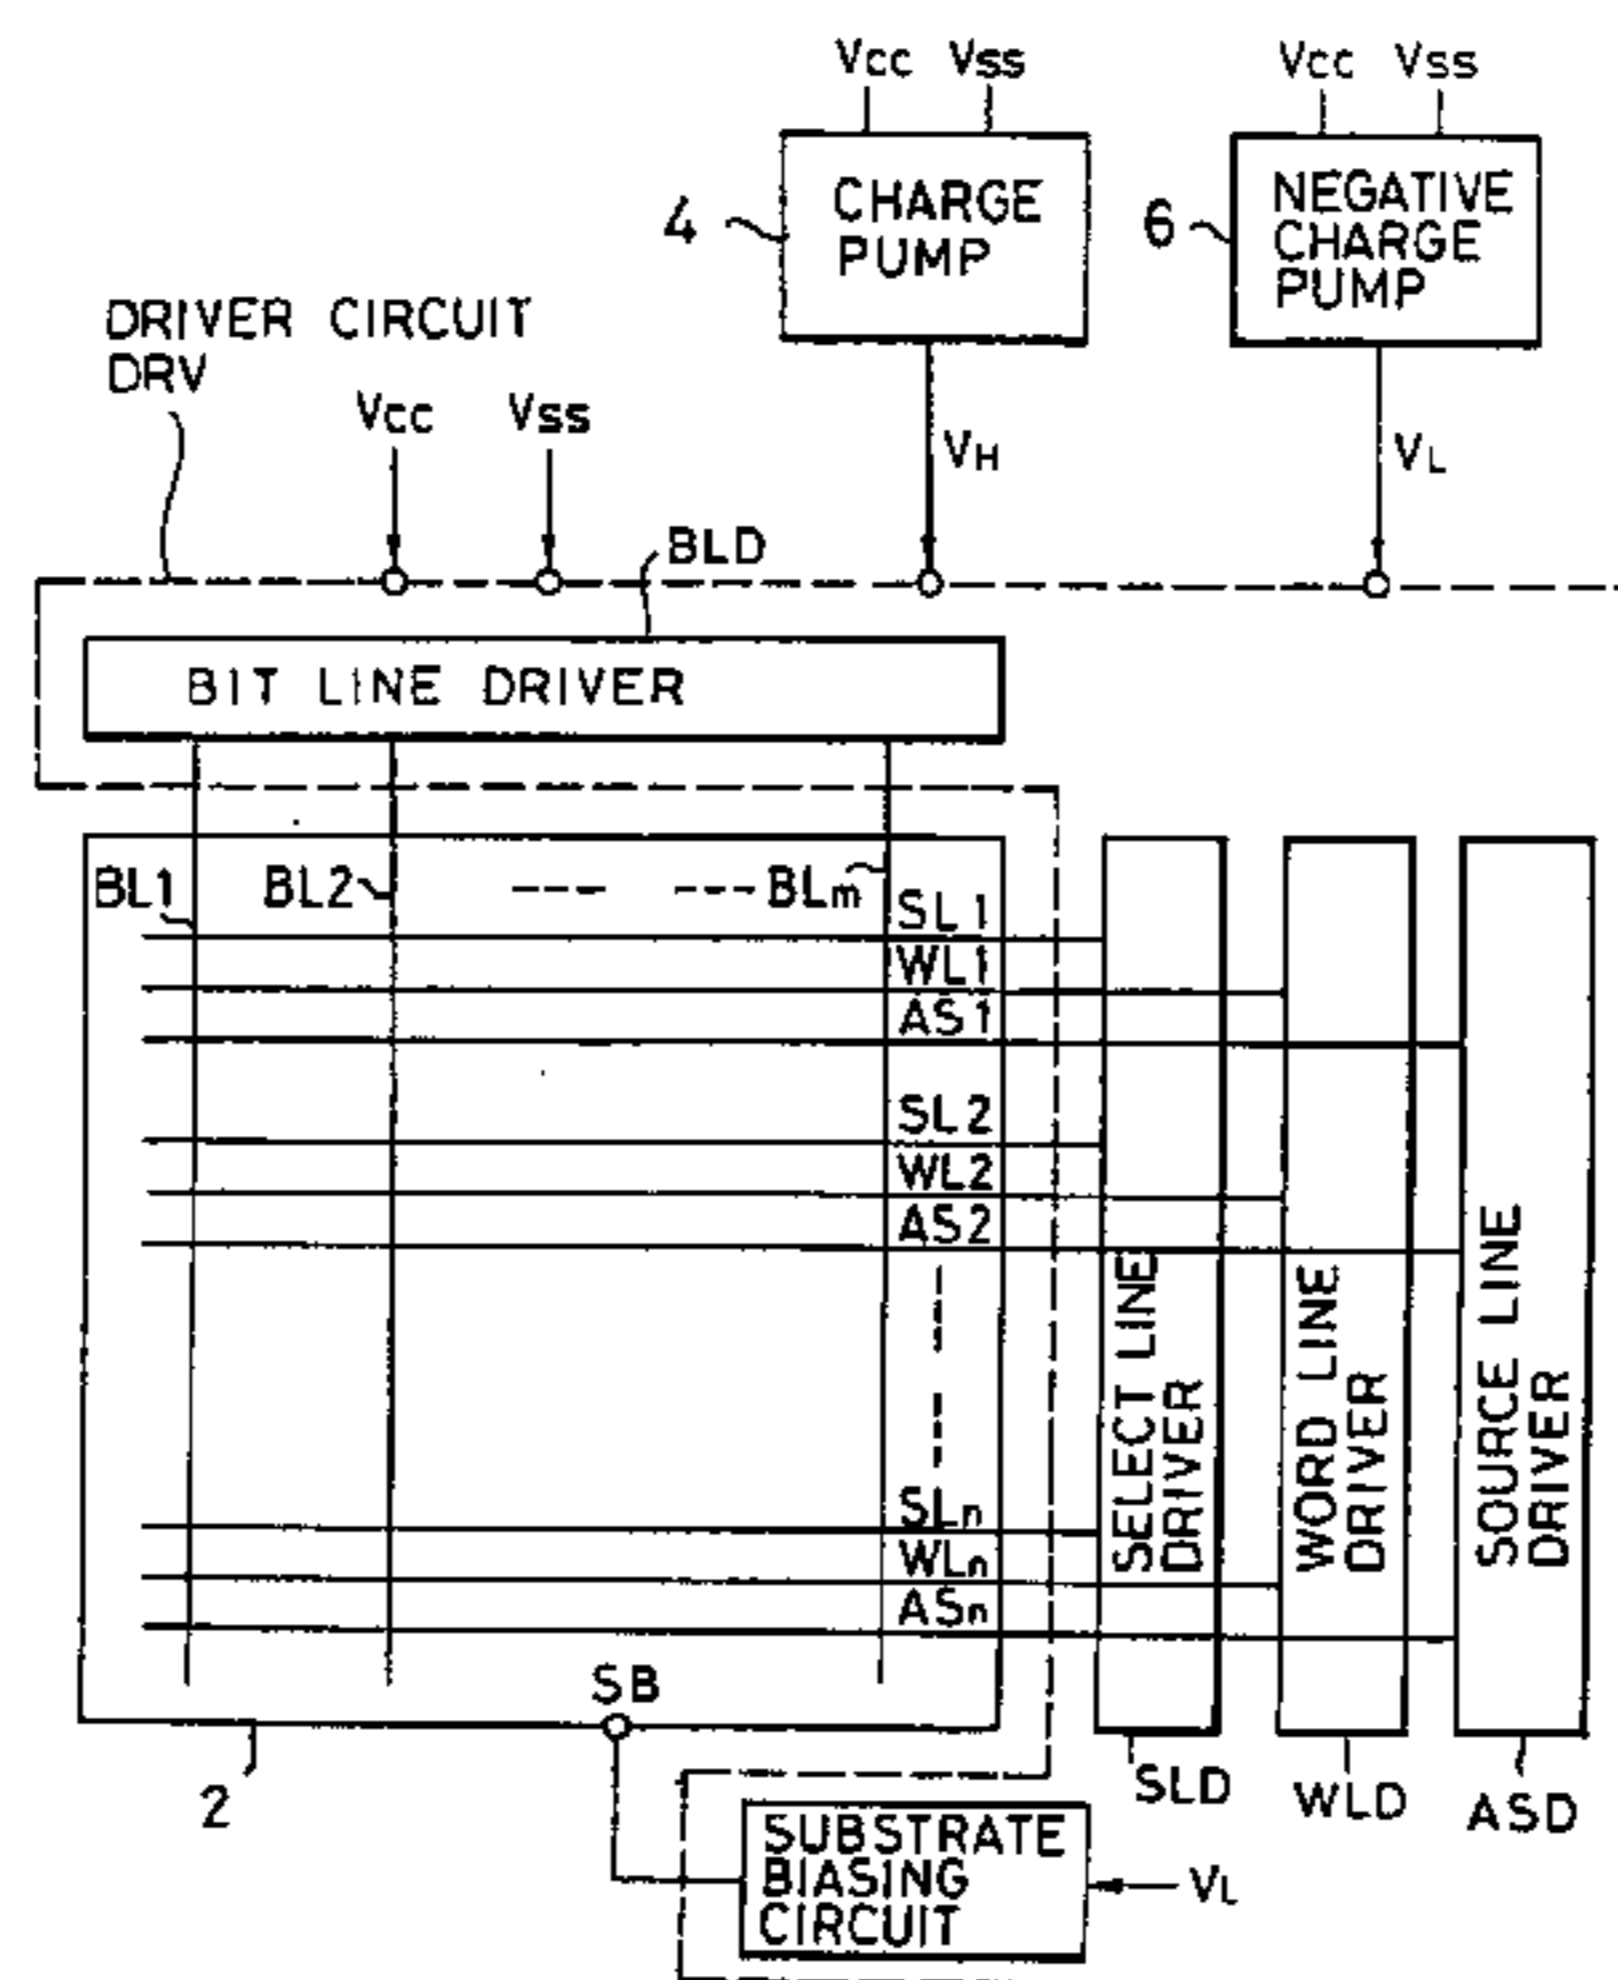 Vcc Vss
Vcc Vss
4
CHARGE
PUMP
6
NEGATIVE
CHARGE
PUMP
DRIVER CIRCUIT
DRV
Vcc
Vss
VH
VL
BLD
BIT LINE DRIVER
BL1
BL2
BLm
SL1
WL1
AS1
SL2
WL2
AS2
SLn
WLn
ASn
SELECT LINE
DRIVER
WORD LINE
DRIVER
SOURCE LINE
DRIVER
SB
2
SLD
WLD
ASD
SUBSTRATE
BIASING
CIRCUIT
VL